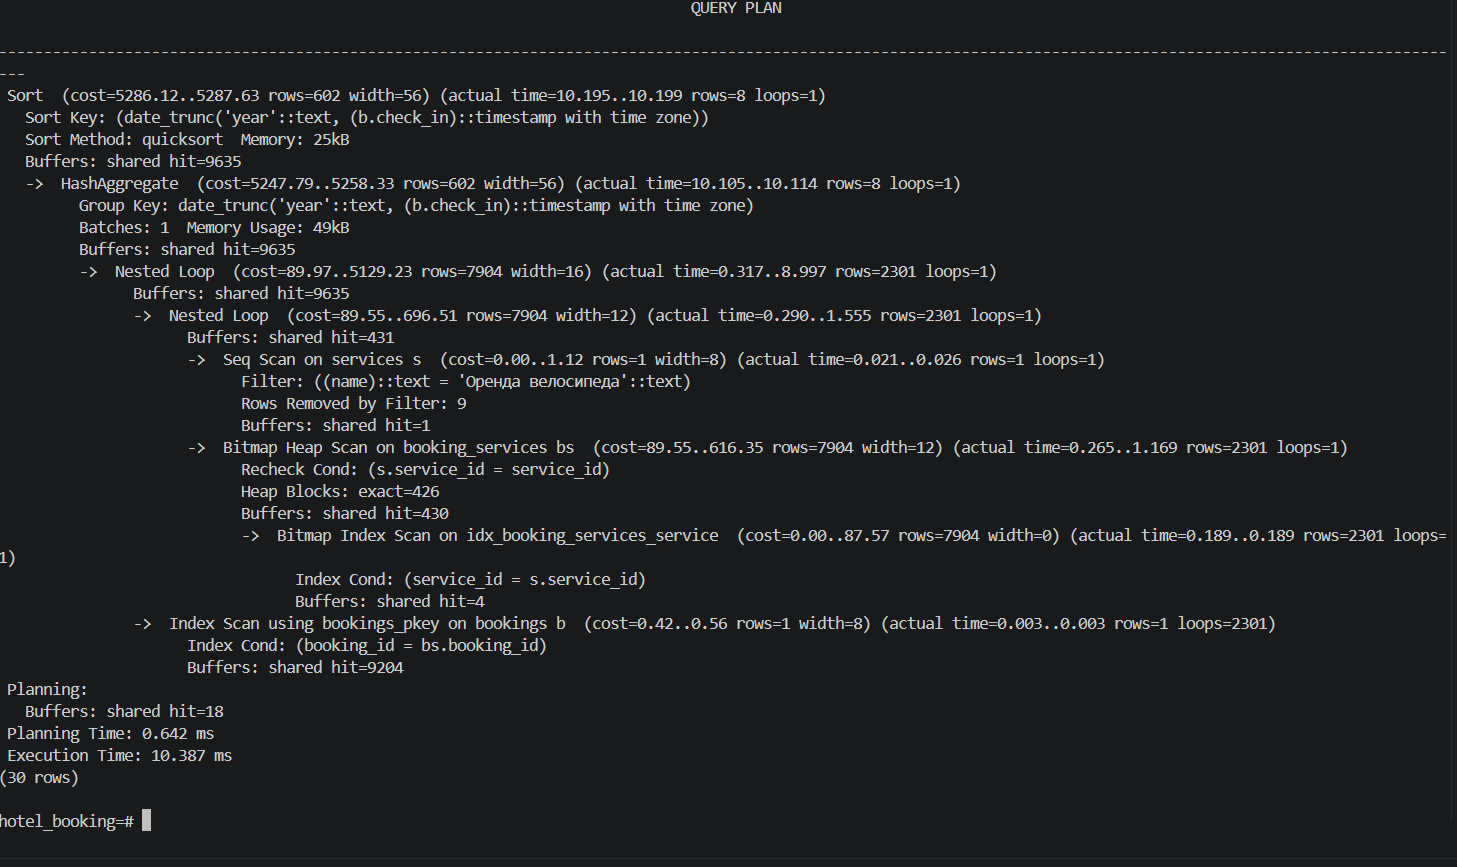 QUERY PLAN
-----------------------------------------------------------------------------------------------------------------------------------------------------------------
---
Sort  (cost=5286.12..5287.63 rows=602 width=56) (actual time=10.195..10.199 rows=8 loops=1)
Sort Key: (date_trunc('year'::text, (b.check_in)::timestamp with time zone))
Sort Method: quicksort  Memory: 25kB
Buffers: shared hit=9635
->  HashAggregate  (cost=5247.79..5258.33 rows=602 width=56) (actual time=10.105..10.114 rows=8 loops=1)
Group Key: date_trunc('year'::text, (b.check_in)::timestamp with time zone)
Batches: 1  Memory Usage: 49kB
Buffers: shared hit=9635
->  Nested Loop  (cost=89.97..5129.23 rows=7904 width=16) (actual time=0.317..8.997 rows=2301 loops=1)
Buffers: shared hit=9635
->  Nested Loop  (cost=89.55..696.51 rows=7904 width=12) (actual time=0.290..1.555 rows=2301 loops=1)
Buffers: shared hit=431
->  Seq Scan on services s  (cost=0.00..1.12 rows=1 width=8) (actual time=0.021..0.026 rows=1 loops=1)
Filter: ((name)::text = 'Оренда велосипеда'::text)
Rows Removed by Filter: 9
Buffers: shared hit=1
->  Bitmap Heap Scan on booking_services bs  (cost=89.55..616.35 rows=7904 width=12) (actual time=0.265..1.169 rows=2301 loops=1)
Recheck Cond: (s.service_id = service_id)
Heap Blocks: exact=426
Buffers: shared hit=430
->  Bitmap Index Scan on idx_booking_services_service  (cost=0.00..87.57 rows=7904 width=0) (actual time=0.189..0.189 rows=2301 loops=
1)
Index Cond: (service_id = s.service_id)
Buffers: shared hit=4
->  Index Scan using bookings_pkey on bookings b  (cost=0.42..0.56 rows=1 width=8) (actual time=0.003..0.003 rows=1 loops=2301)
Index Cond: (booking_id = bs.booking_id)
Buffers: shared hit=9204
Planning:
Buffers: shared hit=18
Planning Time: 0.642 ms
Execution Time: 10.387 ms
(30 rows)
hotel_booking=#